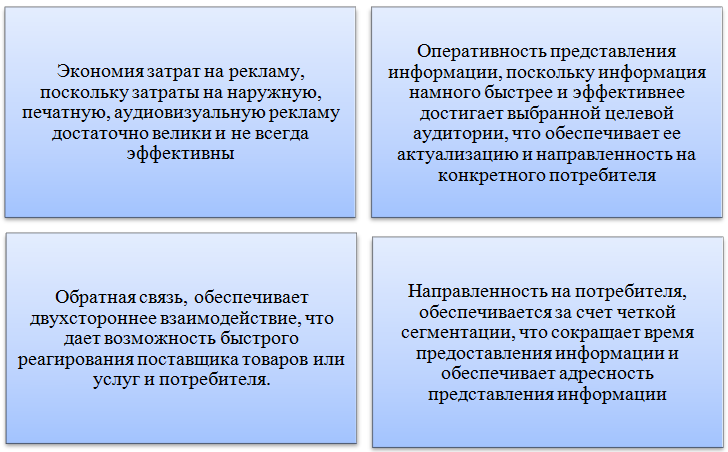 Экономия затрат на рекламу,
поскольку затраты на наружную,
печатную, аудиовизуальную рекламу
достаточно велики и не всегда
эффективны
Оперативность представления
информации, поскольку информация
намного быстрее и эффективнее
достигает выбранной целевой
аудитории, что обеспечивает ее
актуализацию и направленность на
конкретного потребителя
Обратная связь, обеспечивает
двухстороннее взаимодействие, что
дает возможность быстрого
реагирования поставщика товаров или
услуг и потребителя.
Направленность на потребителя,
обеспечивается за счет четкой
сегментации, что сокращает время
предоставления информации и
обеспечивает адресность
представления информации